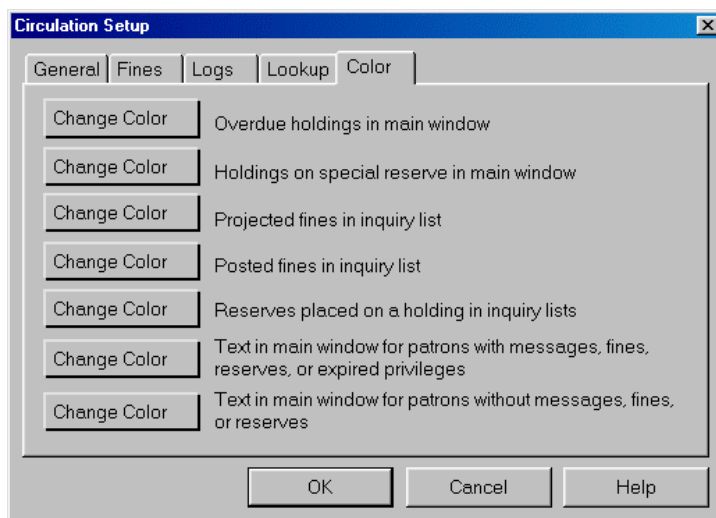 Circulation Setup
General Fines Logs Lookup Color
Change Color Overdue holdings in main window
Change Color Holdings on special reserve in main window
Change Color Projected fines in inquiry list
Change Color Posted fines in inquiry list
Change Color Reserves placed on a holding in inquiry lists
Change Color Text in main window for patrons with messages, fines,
reserves, or expired privileges
Change Color Text in main window for patrons without messages, fines,
or reserves
OK Cancel Help